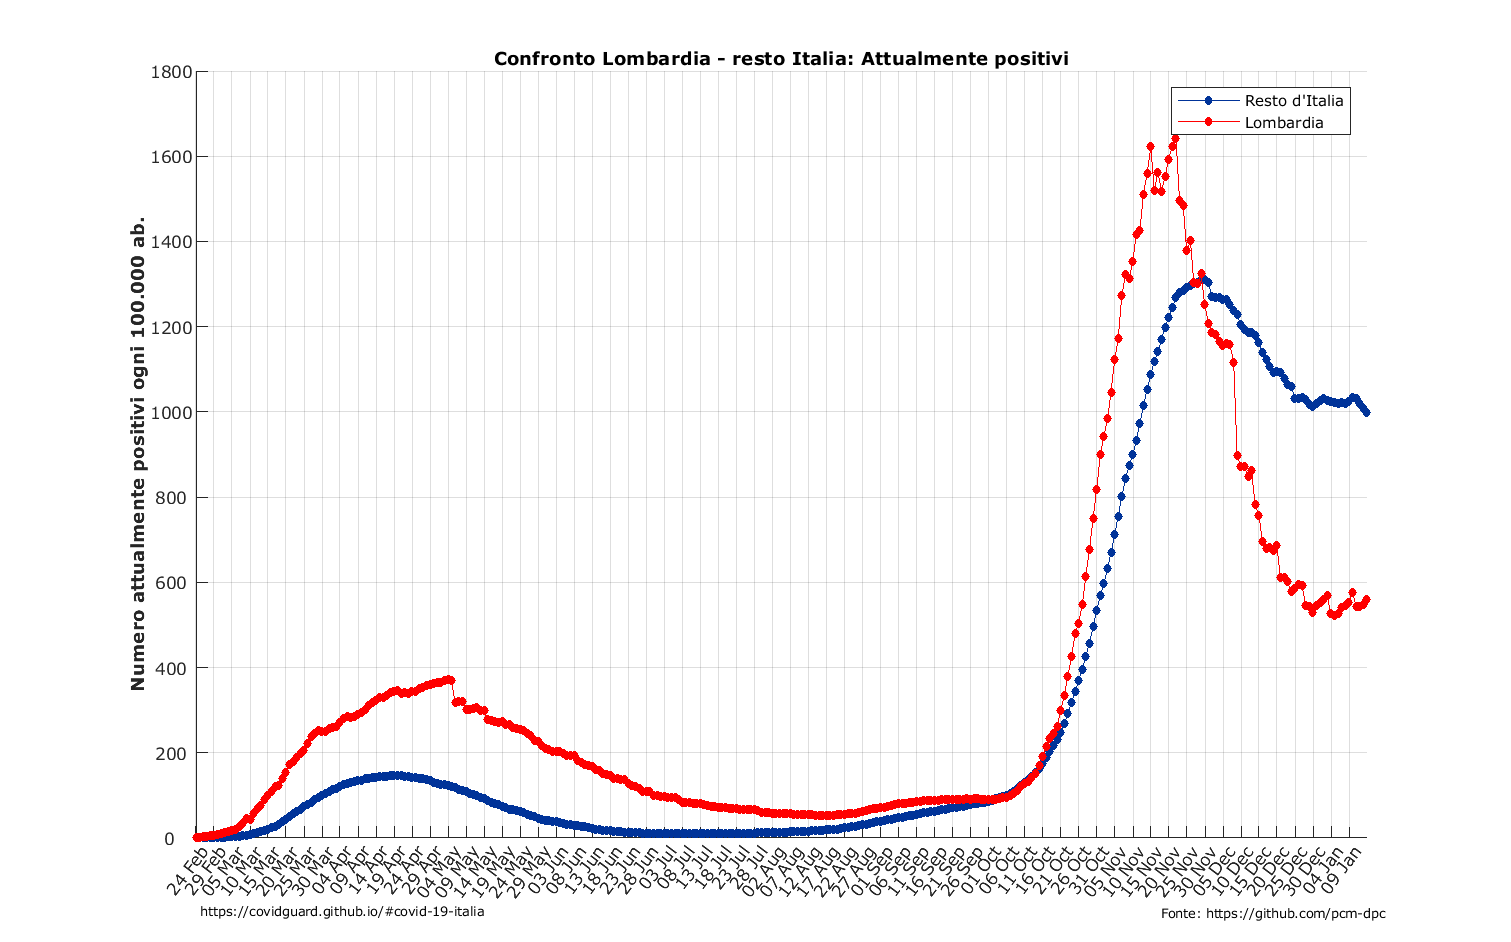 Confronto Lombardia - resto Italia: Attualmente positivi
Resto d'Italia
Lombardia
Numero attualmente positivi ogni 100.000 ab.
1800
1600
1400
1200
1000
800
600
400
200
0
24 Feb
29 Feb
05 Mar
10 Mar
15 Mar
20 Mar
25 Mar
30 Mar
04 Apr
09 Apr
14 Apr
19 Apr
24 Apr
29 Apr
04 May
09 May
14 May
19 May
24 May
29 May
03 Jun
08 Jun
13 Jun
18 Jun
23 Jun
28 Jun
03 Jul
08 Jul
13 Jul
18 Jul
23 Jul
28 Jul
02 Aug
07 Aug
12 Aug
17 Aug
22 Aug
27 Aug
01 Sep
06 Sep
11 Sep
16 Sep
21 Sep
26 Sep
01 Oct
06 Oct
11 Oct
16 Oct
21 Oct
26 Oct
31 Oct
05 Nov
10 Nov
15 Nov
20 Nov
25 Nov
30 Nov
05 Dec
10 Dec
15 Dec
20 Dec
25 Dec
30 Dec
04 Jan
09 Jan
https://covidguard.github.io/#covid-19-italia
Fonte: https://github.com/pcm-dpc